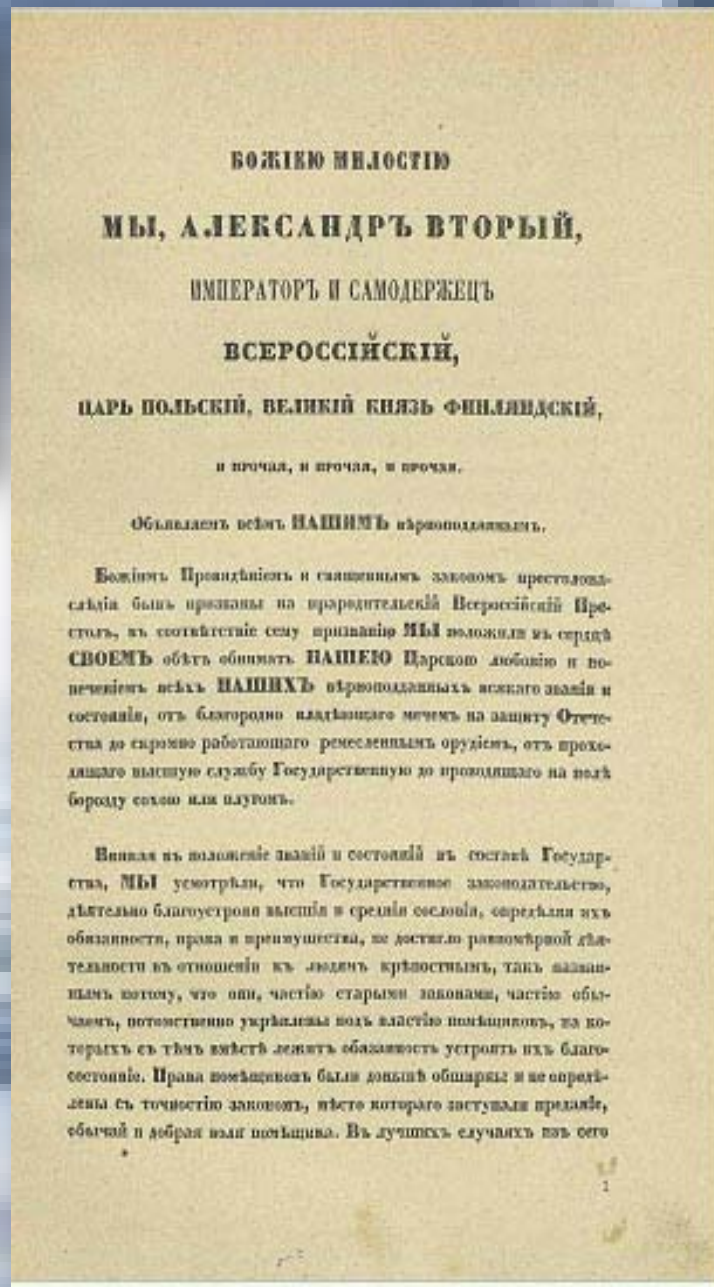 БОЖІЕЮ МИЛОСТІЮ
МЫ, АЛЕКСАНДРЪ ВТОРЫЙ,
ИМПЕРАТОРЪ И САМОДЕРЖЕЦЪ
ВСЕРОССІЙСКІЙ,
ЦАРЬ ПОЛЬСКІЙ, ВЕЛИКІЙ КНЯЗЬ ФИНЛЯНДСКІЙ,
и прочая, и прочая, и прочая.
Объявляемъ всѣмъ НАШИМЪ вѣрноподданнымъ.
Божіимъ Провидѣніемъ и священнымъ закономъ престолона-
слѣдія бывъ призваны на прародительскій Всероссійскій Пре-
столъ, въ соотвѣтствіе сему призванію МЫ положили въ сердцѣ
СВОЕМЪ обѣтъ обнимать НАШЕЮ Царскою любовію и по-
печеніемъ всѣхъ НАШИХЪ вѣрноподданныхъ всякаго званія и
состоянія, отъ благородно владѣющаго мечемъ на защиту Отече-
ства до скромно работающаго ремесленнымъ орудіемъ, отъ прохо-
дящаго высшую службу Государственную до проводящаго на полѣ
борозду сохою или плугомъ.
Вникая въ положеніе званій и состояній въ составѣ Государ-
ства, МЫ усмотрѣли, что Государственное законодательство,
дѣятельно благоустрояя высшія и среднія сословія, опредѣляя ихъ
обязанности, права и преимущества, не достигло равномѣрной дѣя-
тельности въ отношеніи къ людямъ крѣпостнымъ, такъ назван-
нымъ потому, что они, частію старыми законами, частію обы-
чаемъ, потомственно укрѣплены подъ властію помѣщиковъ, на ко-
торыхъ съ тѣмъ вмѣстѣ лежитъ обязанность устроять ихъ благо-
состояніе. Права помѣщиковъ были донынѣ обширны и не опредѣ-
лены съ точностію закономъ, мѣсто котораго заступали преданіе,
обычай и добрая воля помѣщика. Въ лучшихъ случаяхъ изъ сего
*
1